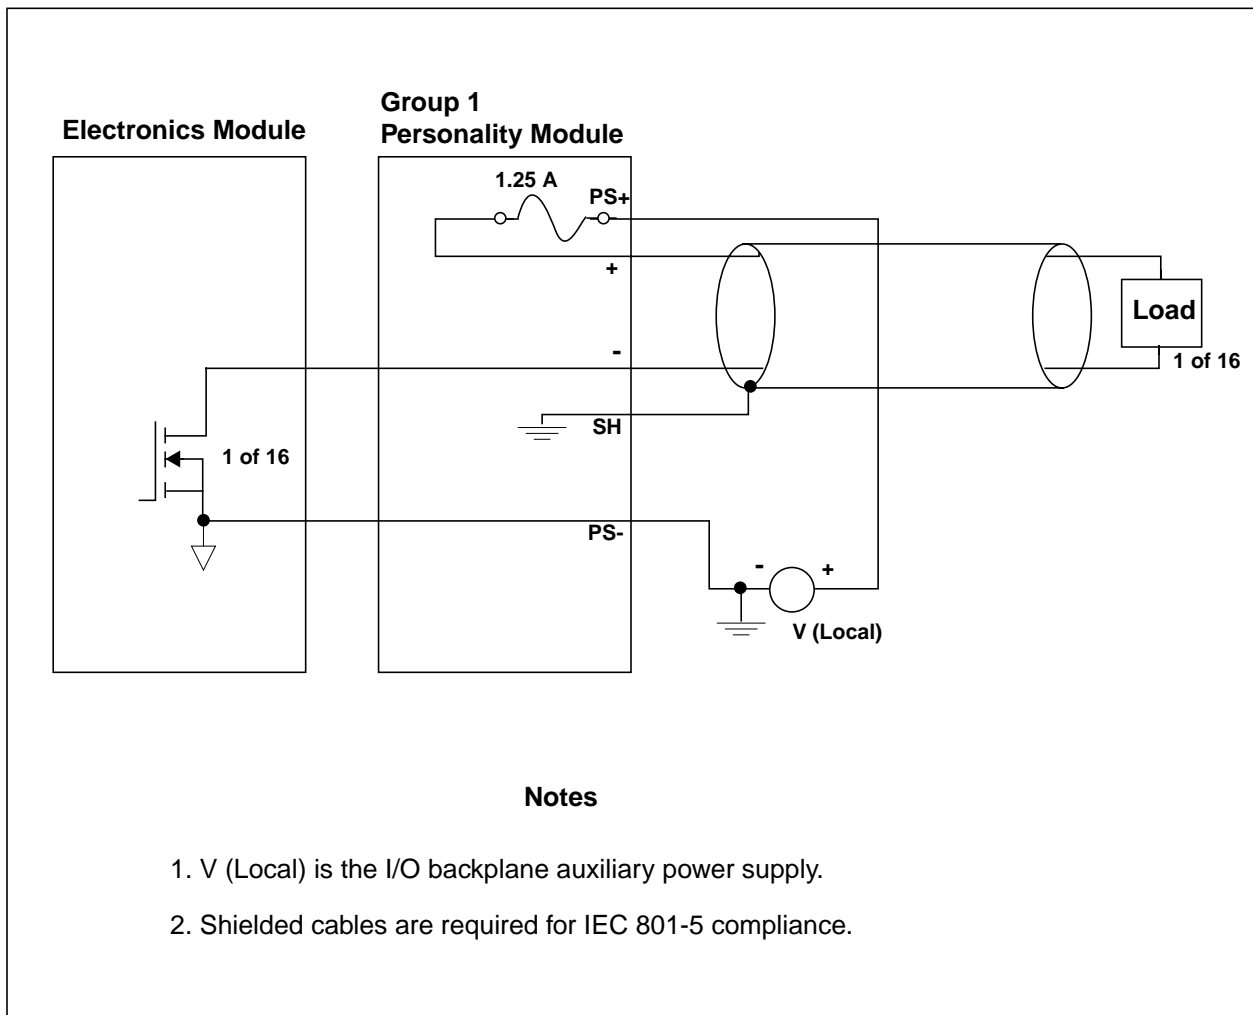 Group 1
Electronics Module
Personality Module
1.25 A
PS+
+
-
Load
1 of 16
SH
1 of 16
PS-
-
+
V (Local)
Notes
1. V (Local) is the I/O backplane auxiliary power supply.
2. Shielded cables are required for IEC 801-5 compliance.